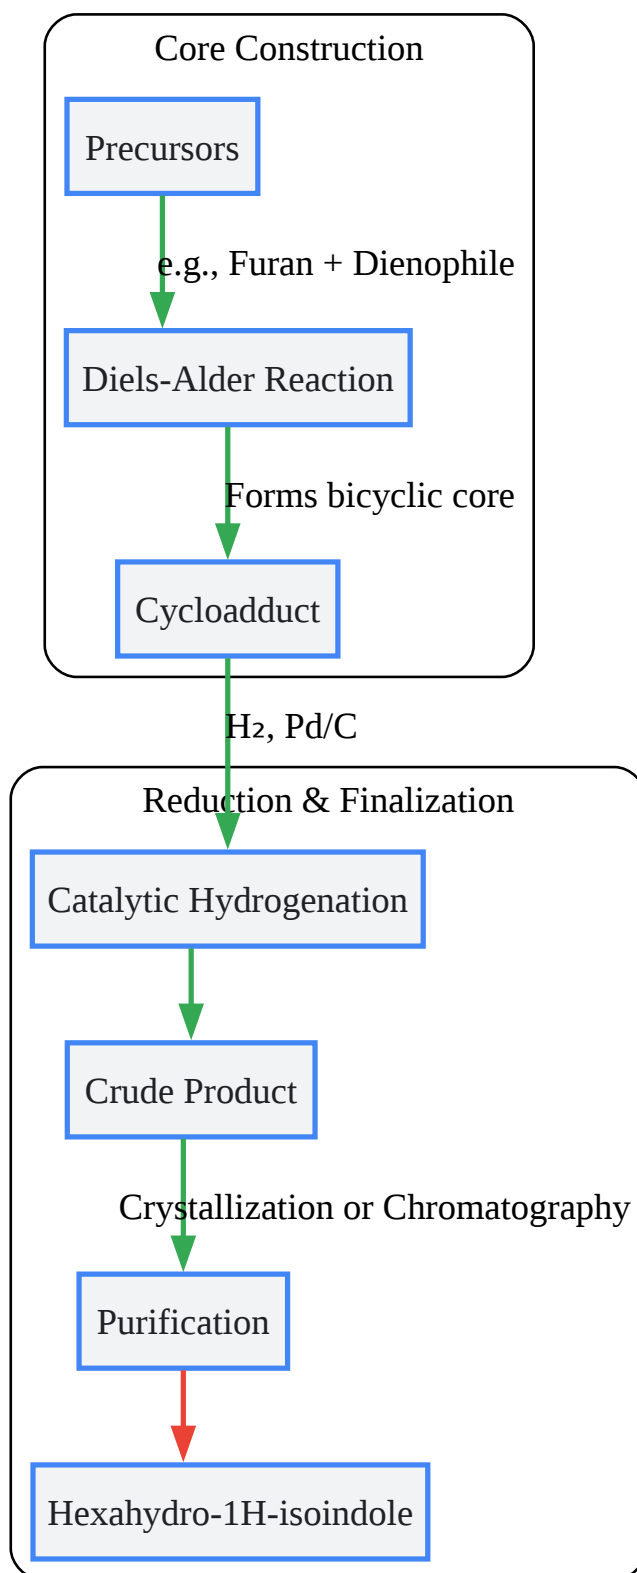 Core Construction
Precursors
e.g., Furan + Dienophile
Diels-Alder Reaction
Forms bicyclic core
Cycloadduct
H₂, Pd/C
Reduction & Finalization
Catalytic Hydrogenation
Crude Product
Crystallization or Chromatography
Purification
Hexahydro-1H-isoindole